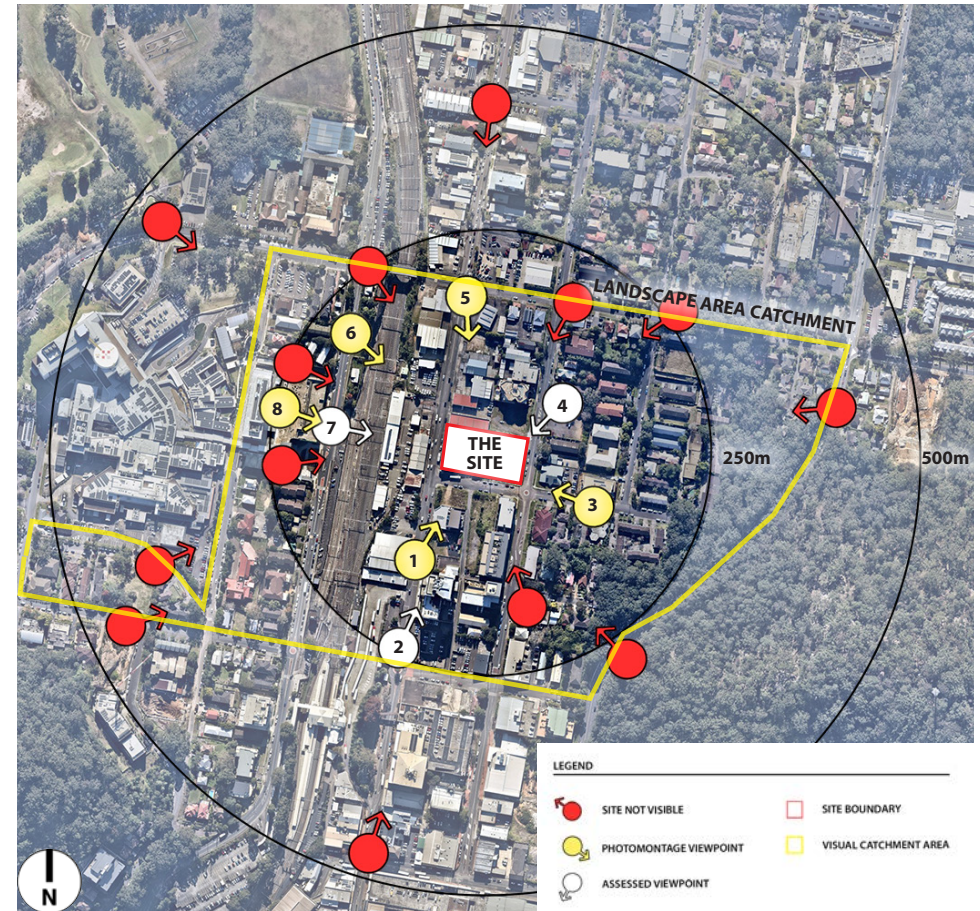 5
LANDSCAPE AREA CATCHMENT
6
8
7
4
THE
SITE
250m
500m
3
1
2
LEGEND
SITE NOT VISIBLE
SITE BOUNDARY
PHOTOMONTAGE VIEWPOINT
VISUAL CATCHMENT AREA
ASSESSED VIEWPOINT
N